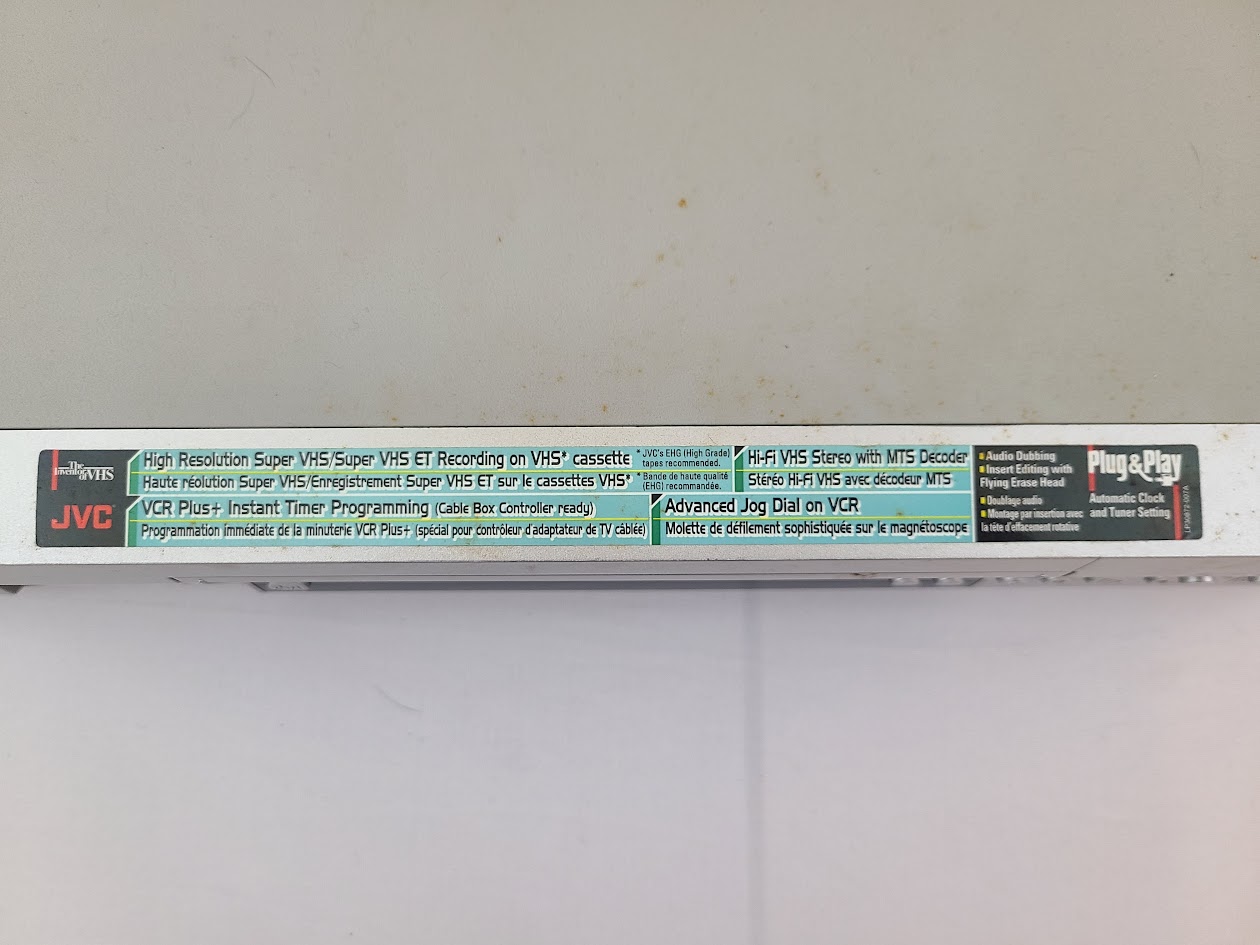 The
Inventor
of VHS
JVC
High Resolution Super VHS/Super VHS ET Recording on VHS* cassette
* JVC's EHG (High Grade)
tapes recommended.
Haute réolution Super VHS/Enregistrement Super VHS ET sur le cassettes VHS*
* Bande de haute qualité
(EHG) recommandée.
Hi-Fi VHS Stereo with MTS Decoder
Stéréo Hi-Fi VHS avec décodeur MTS
VCR Plus+ Instant Timer Programming (Cable Box Controller ready)
Programmation immédiate de la minuterie VCR Plus+ (spécial pour contrôleur d'adaptateur de TV câblée)
Advanced Jog Dial on VCR
Molette de défilement sophistiquée sur le magnétoscope
Audio Dubbing
Insert Editing with
Flying Erase Head
Doublage audio
Montage par insertion avec
la tête d'effacement rotative
Plug&Play
Automatic Clock
and Tuner Setting